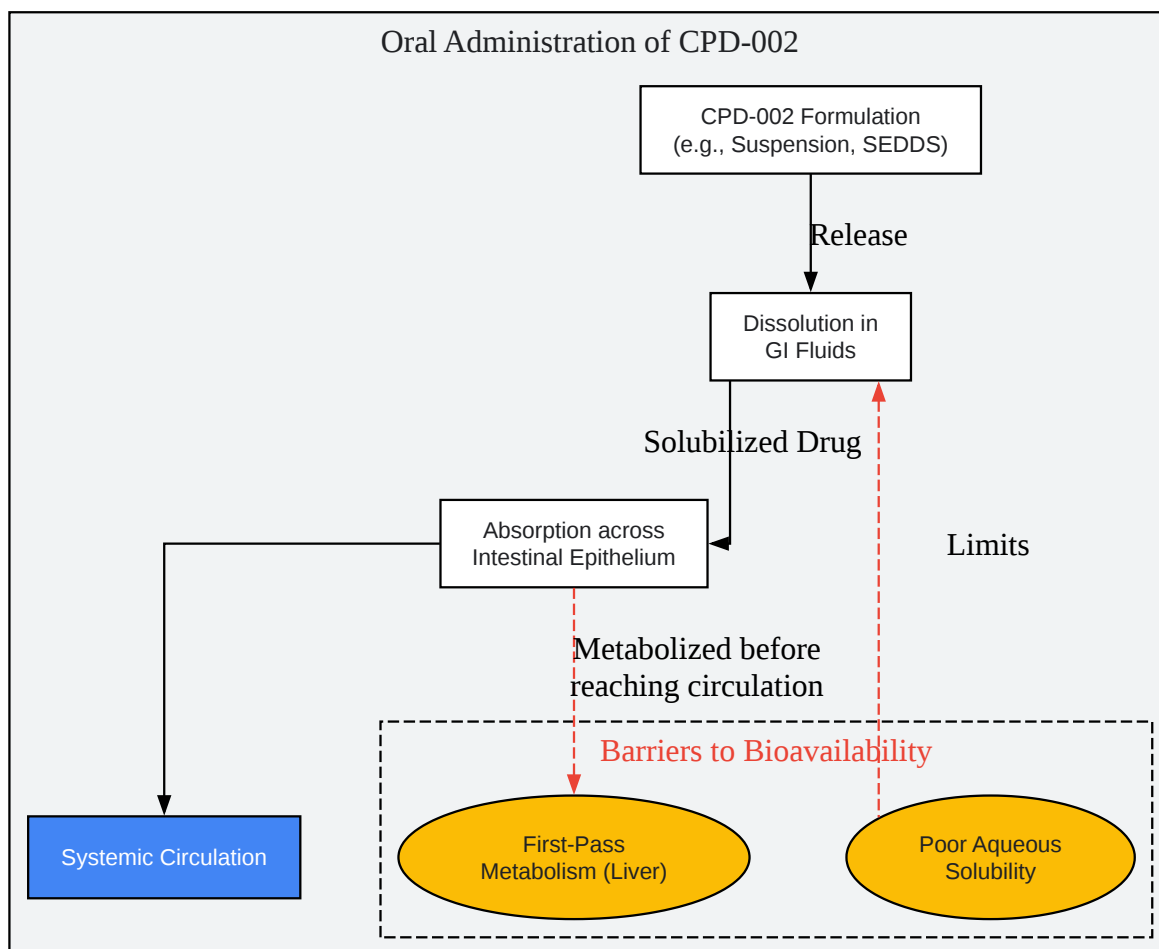 Oral Administration of CPD-002
CPD-002 Formulation
(e.g., Suspension, SEDDS)
Release
Dissolution in
GI Fluids
Solubilized Drug
Absorption across
Intestinal Epithelium
Limits
Metabolized before
reaching circulation
Barriers to Bioavailability
Systemic Circulation
First-Pass
Metabolism (Liver)
Poor Aqueous
Solubility